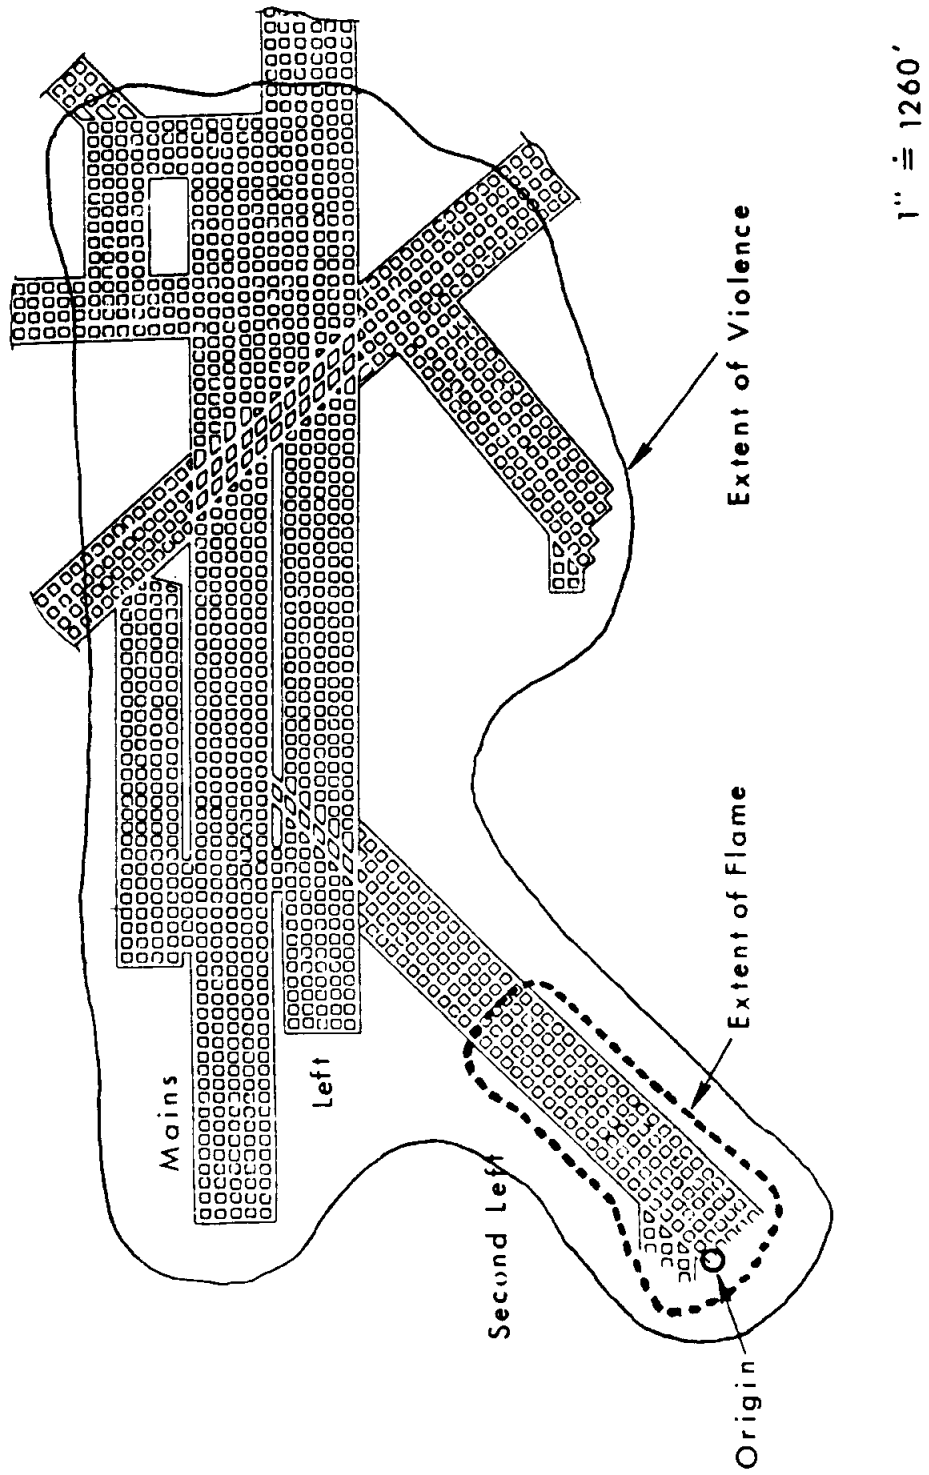 Mains
Left
Second Left
Origin
Extent of Flame
Extent of Violence
1" ≐ 1260'